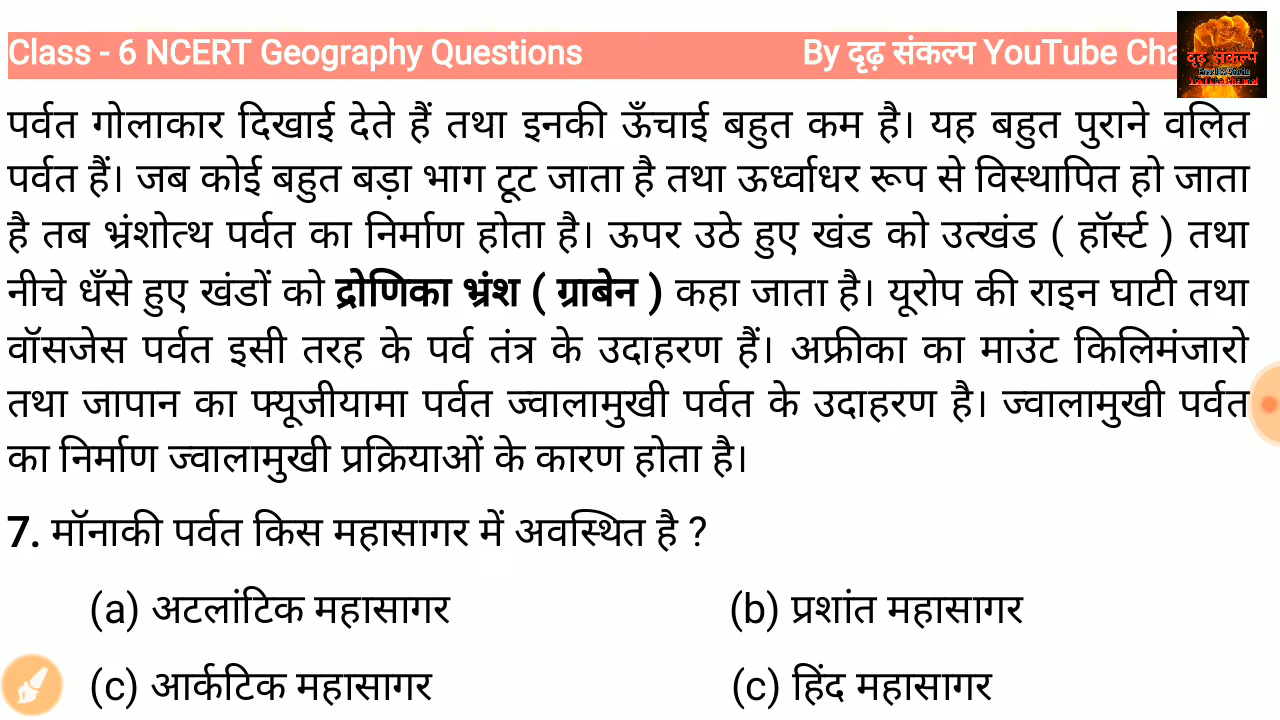 Class - 6 NCERT Geography Questions By दृढ़ संकल्प YouTube
दृढ़ संकल्प
पर्वत गोलाकार दिखाई देते हैं तथा इनकी ऊँचाई बहुत कम है। यह बहुत पुराने वलित
पर्वत हैं। जब कोई बहुत बड़ा भाग टूट जाता है तथा ऊर्ध्वाधर रूप से विस्थापित हो जाता
है तब भ्रंशोत्थ पर्वत का निर्माण होता है। ऊपर उठे हुए खंड को उत्खंड ( हॉर्स्ट ) तथा
नीचे धँसे हुए खंडों को द्रोणिका भ्रंश ( ग्राबेन ) कहा जाता है। यूरोप की राइन घाटी तथा
वॉसजेस पर्वत इसी तरह के पर्व तंत्र के उदाहरण हैं। अफ्रीका का माउंट किलिमंजारो
तथा जापान का फ्यूजीयामा पर्वत ज्वालामुखी पर्वत के उदाहरण है। ज्वालामुखी पर्वत
का निर्माण ज्वालामुखी प्रक्रियाओं के कारण होता है।
7. मॉनाकी पर्वत किस महासागर में अवस्थित है ?
(a) अटलांटिक महासागर (b) प्रशांत महासागर
(c) आर्कटिक महासागर (c) हिंद महासागर